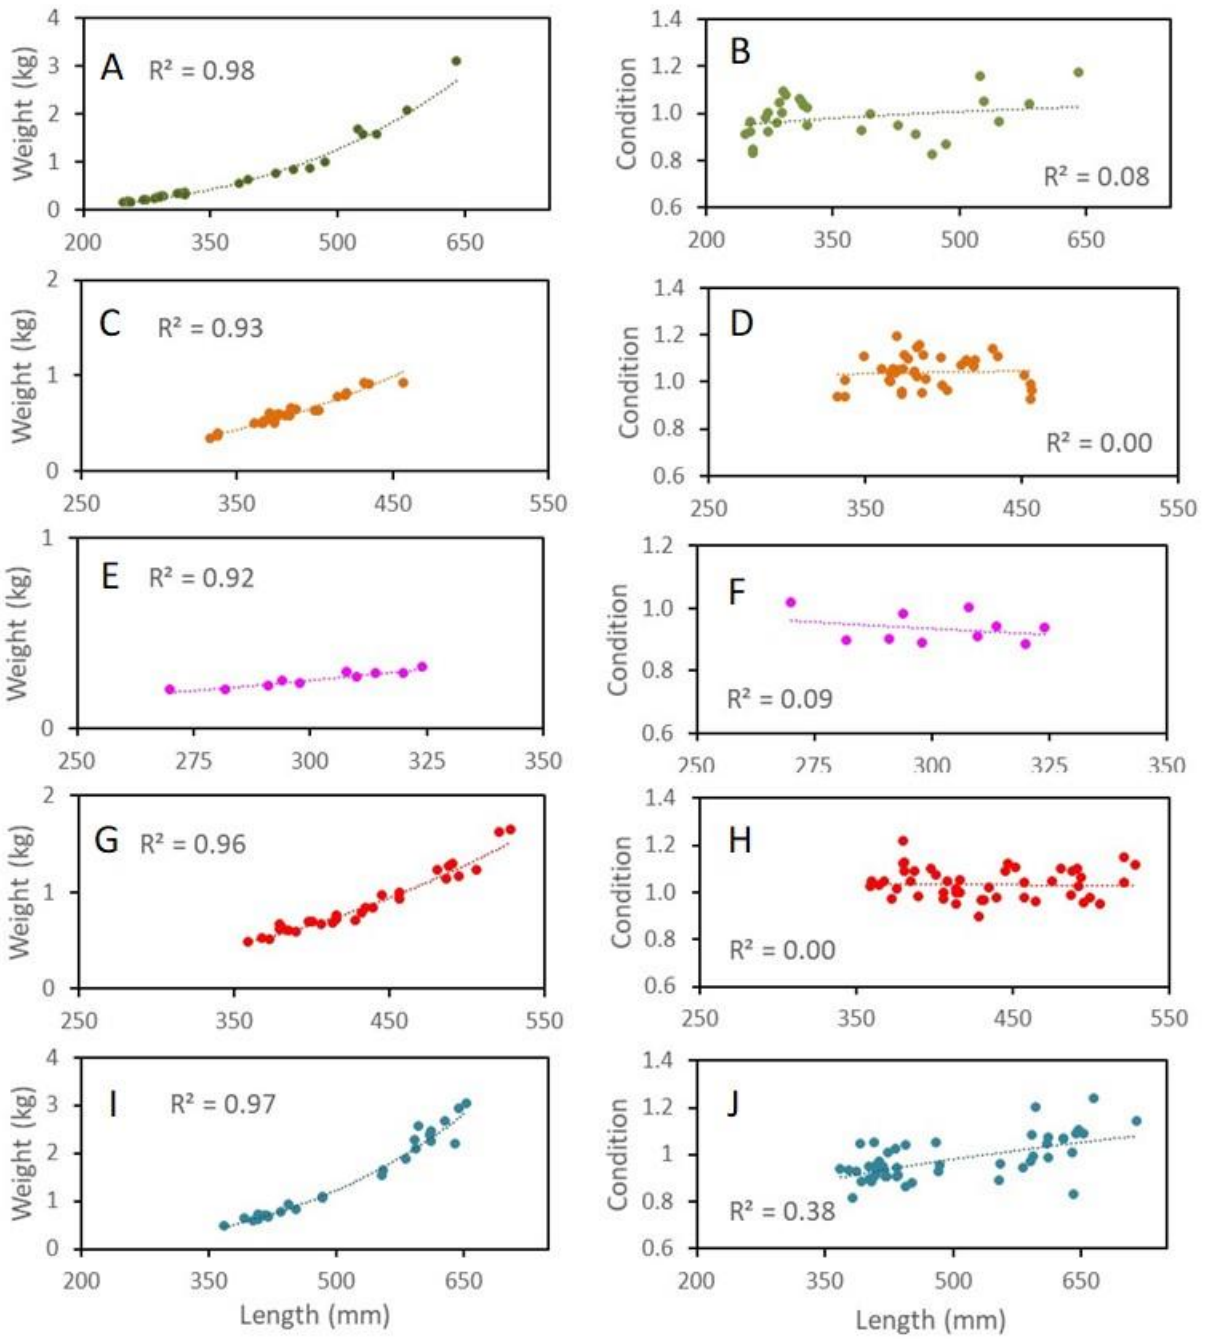 4
3
2
1
0
Weight (kg)
A
R² = 0.98
200 350 500 650
1.4
1.2
1.0
0.8
0.6
Condition
B
R² = 0.08
200 350 500 650
2
1
0
Weight (kg)
C
R² = 0.93
250 350 450 550
1.4
1.2
1.0
0.8
0.6
Condition
D
R² = 0.00
250 350 450 550
1
0
Weight (kg)
E
R² = 0.92
250 275 300 325 350
1.2
1.0
0.8
0.6
Condition
F
R² = 0.09
250 275 300 325 350
2
1
0
Weight (kg)
G
R² = 0.96
250 350 450 550
1.4
1.2
1.0
0.8
0.6
Condition
H
R² = 0.00
250 350 450 550
4
3
2
1
0
Weight (kg)
I
R² = 0.97
200 350 500 650
Length (mm)
1.4
1.2
1.0
0.8
0.6
Condition
J
R² = 0.38
200 350 500 650
Length (mm)